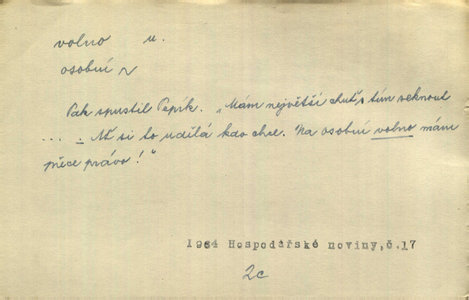 volno n.
osobní ~
Pak spustil Pepík. „Mám největší chuť s tím seknout
... . Ať si to udělá kdo chce. Na osobní volno mám
přece právo!“
1964 Hospodářské noviny,č.17
2c